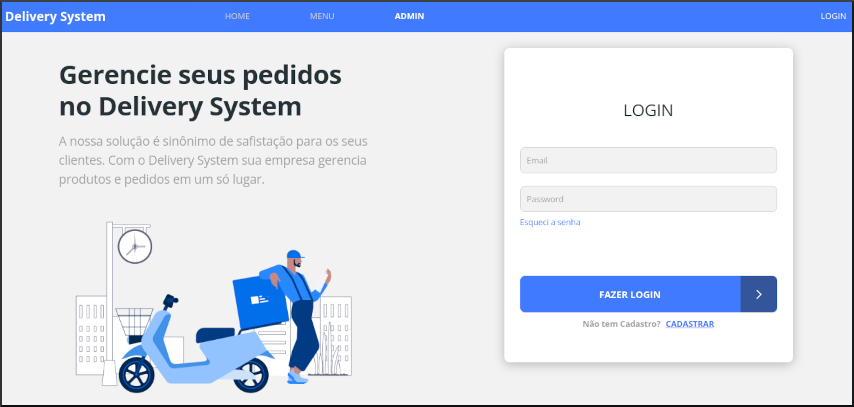 Delivery System
HOME
MENU
ADMIN
LOGIN
Gerencie seus pedidos
no Delivery System
A nossa solução é sinônimo de safistação para os seus
clientes. Com o Delivery System sua empresa gerencia
produtos e pedidos em um só lugar.
LOGIN
Email
Password
Esqueci a senha
FAZER LOGIN
Não tem Cadastro? CADASTRAR